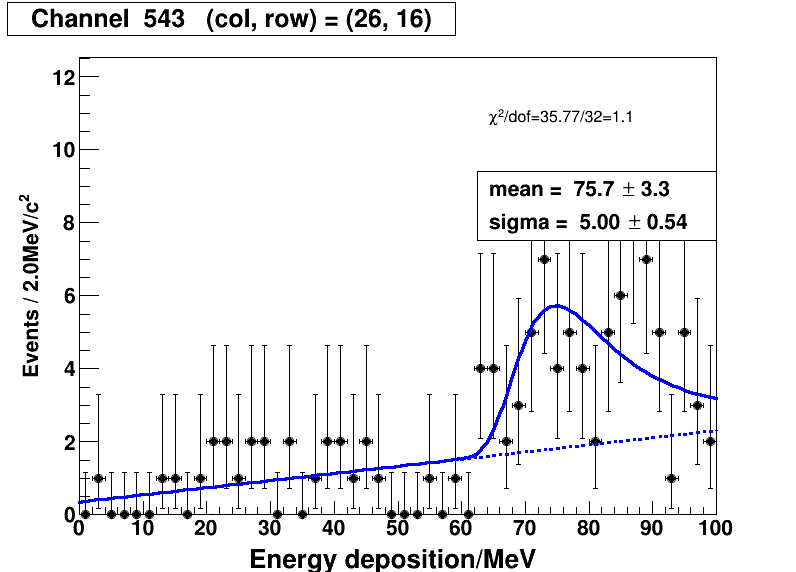 Channel 543 (col, row) = (26, 16)
χ²/dof=35.77/32=1.1
mean = 75.7 ± 3.3
sigma = 5.00 ± 0.54
Events / 2.0MeV/c²
12
10
8
6
4
2
0
0 10 20 30 40 50 60 70 80 90 100
Energy deposition/MeV